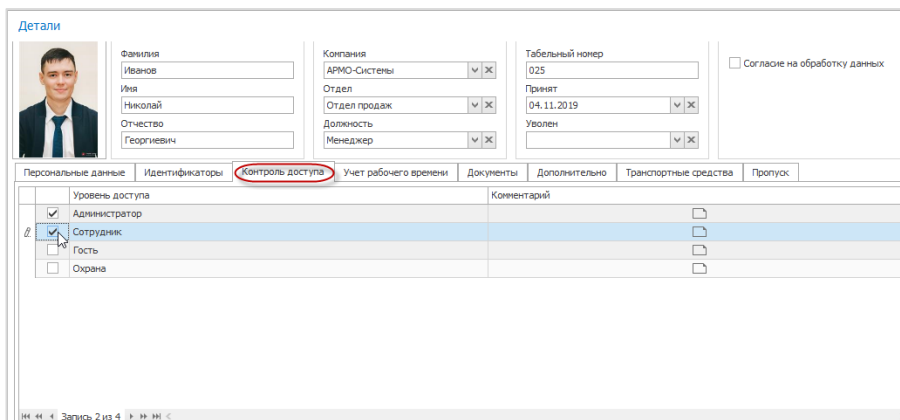 Детали
Фамилия
Иванов
Имя
Николай
Отчество
Георгиевич
Компания
АРМО-Системы
Отдел
Отдел продаж
Должность
Менеджер
Табельный номер
025
Принят
04.11.2019
Уволен
Согласие на обработку данных
Персональные данные Идентификаторы Контроль доступа Учет рабочего времени Документы Дополнительно Транспортные средства Пропуск
Уровень доступа Комментарий
Администратор
Сотрудник
Гость
Охрана
Запись 2 из 4